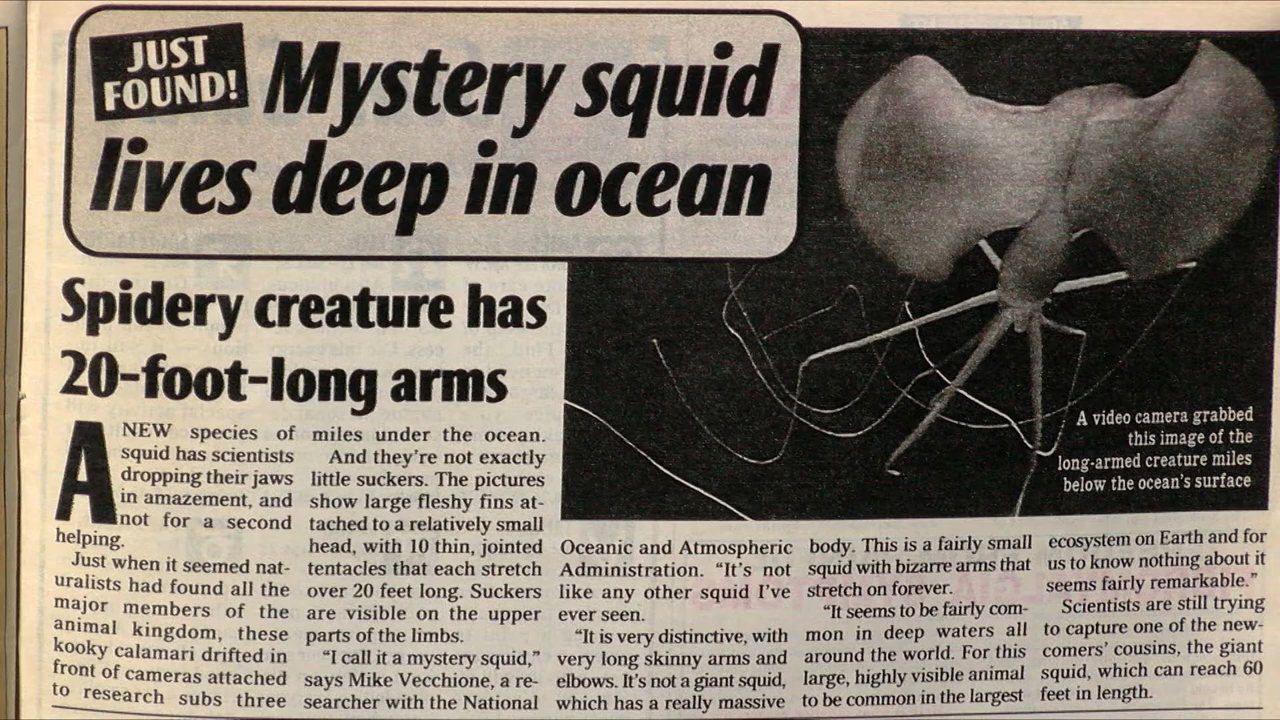 JUST
FOUND!
Mystery squid
lives deep in ocean
Spidery creature has
20-foot-long arms
A NEW species of
squid has scientists
dropping their jaws
in amazement, and
not for a second
helping.
Just when it seemed nat-
uralists had found all the
major members of the
animal kingdom, these
kooky calamari drifted in
front of cameras attached
to research subs three
miles under the ocean.
And they're not exactly
little suckers. The pictures
show large fleshy fins at-
tached to a relatively small
head, with 10 thin, jointed
tentacles that each stretch
over 20 feet long. Suckers
are visible on the upper
parts of the limbs.
"I call it a mystery squid,"
says Mike Vecchione, a re-
searcher with the National
Oceanic and Atmospheric
Administration. "It's not
like any other squid I've
ever seen.
"It is very distinctive, with
very long skinny arms and
elbows. It's not a giant squid,
which has a really massive
body. This is a fairly small
squid with bizarre arms that
stretch on forever.
"It seems to be fairly com-
mon in deep waters all
around the world. For this
large, highly visible animal
to be common in the largest
ecosystem on Earth and for
us to know nothing about it
seems fairly remarkable."
Scientists are still trying
to capture one of the new-
comers' cousins, the giant
squid, which can reach 60
feet in length.
A video camera grabbed
this image of the
long-armed creature miles
below the ocean's surface